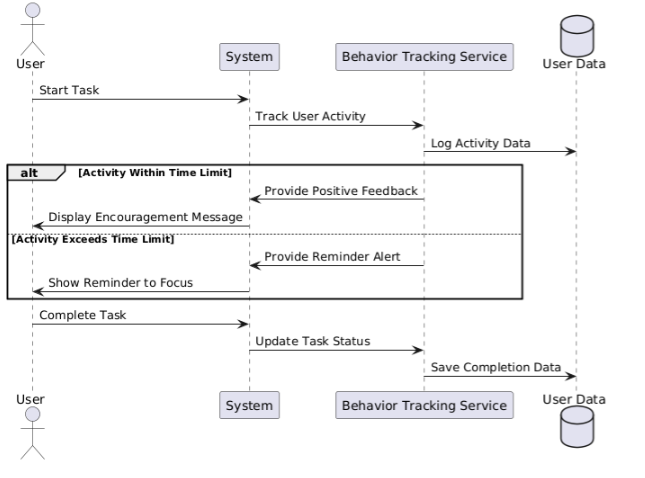 User
System
Behavior Tracking Service
User Data
Start Task
Track User Activity
Log Activity Data
alt [Activity Within Time Limit]
Provide Positive Feedback
Display Encouragement Message
[Activity Exceeds Time Limit]
Provide Reminder Alert
Show Reminder to Focus
Complete Task
Update Task Status
Save Completion Data
User
System
Behavior Tracking Service
User Data